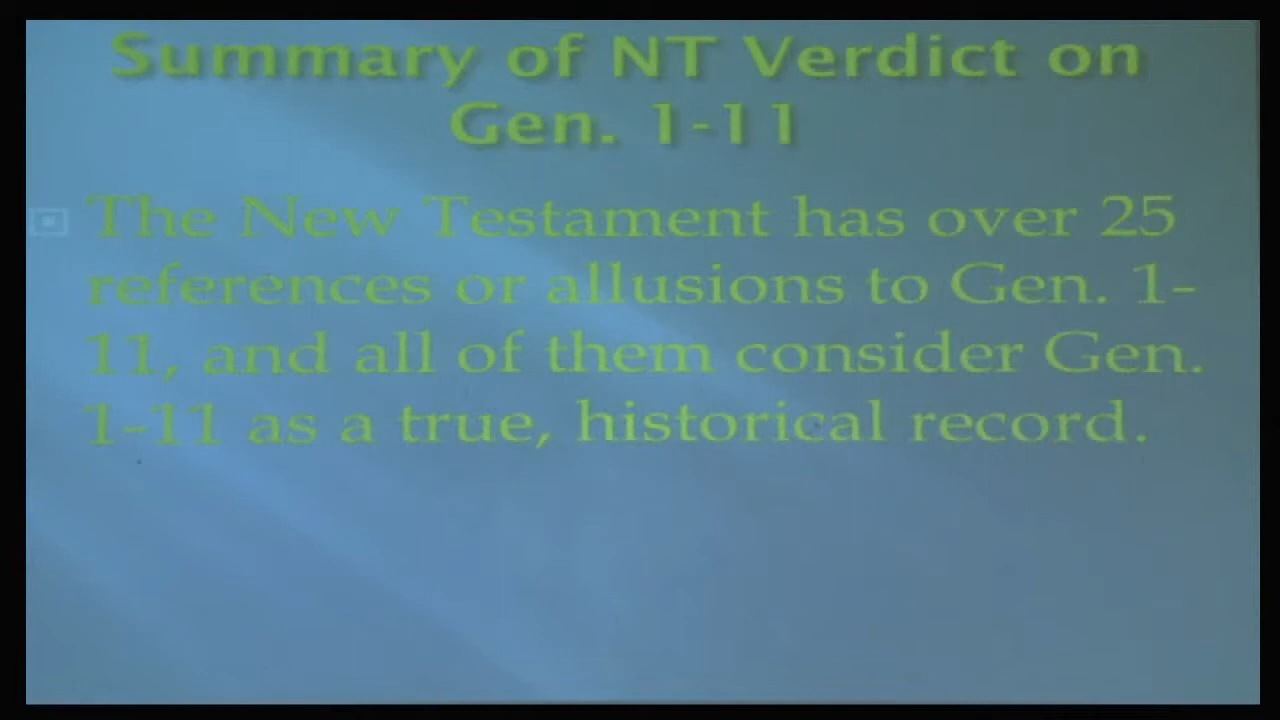 Summary of NT Verdict on
Gen. 1-11
The New Testament has over 25
references or allusions to Gen. 1-
11, and all of them consider Gen.
1-11 as a true, historical record.